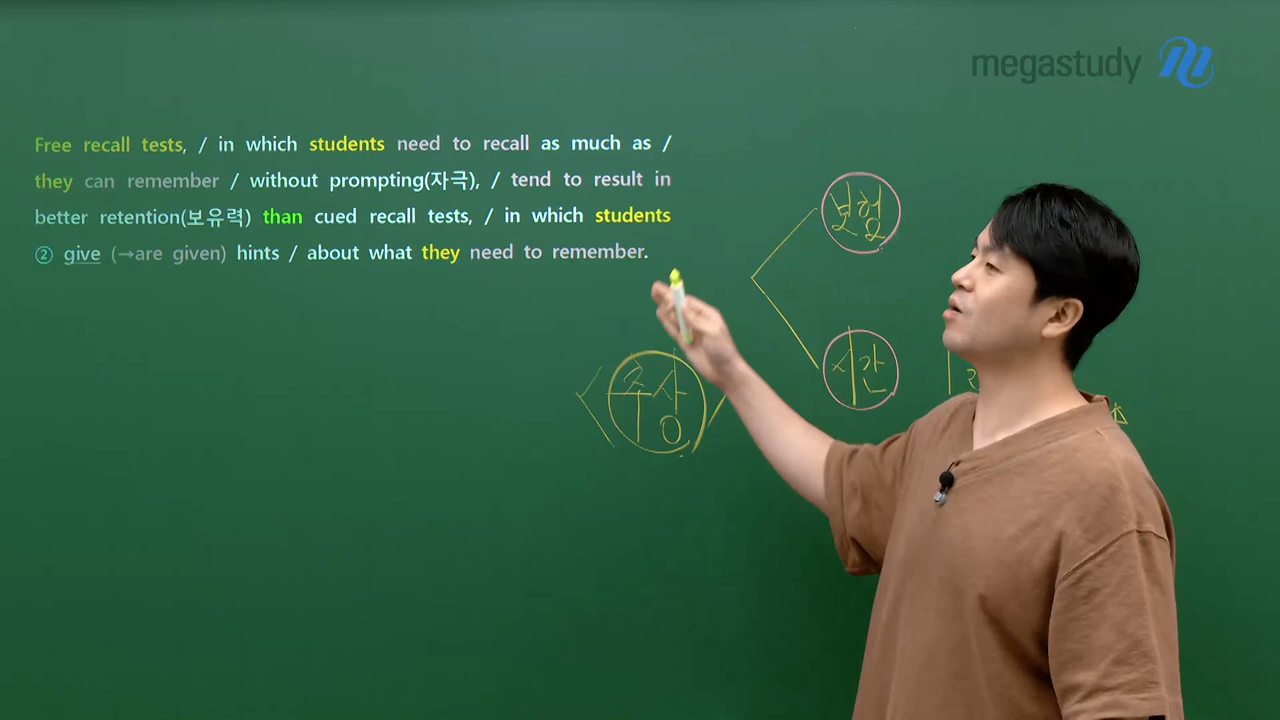 megastudy
Free recall tests, / in which students need to recall as much as /
they can remember / without prompting(자극), / tend to result in
better retention(보유력) than cued recall tests, / in which students
② give (→are given) hints / about what they need to remember.
보험
시간
추상